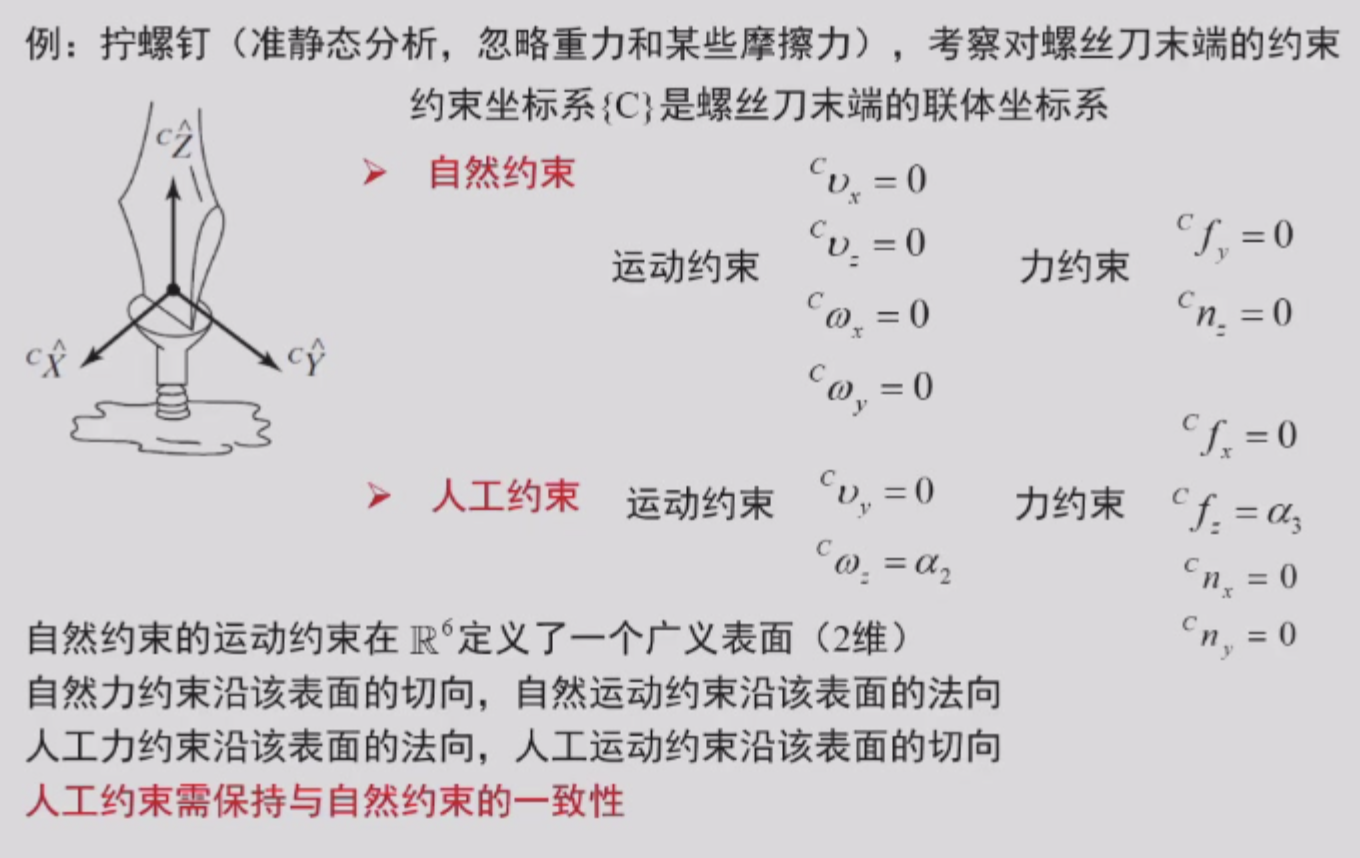 例：拧螺钉（准静态分析，忽略重力和某些摩擦力），考察对螺丝刀末端的约束
约束坐标系{C}是螺丝刀末端的联体坐标系
^C\hat{Z}
^C\hat{X}
^C\hat{Y}
➢ 自然约束
运动约束
^Cυ_x = 0
^Cυ_z = 0
^Cω_x = 0
^Cω_y = 0
力约束
^Cf_y = 0
^Cn_z = 0
➢ 人工约束
运动约束
^Cυ_y = 0
^Cω_z = α_2
力约束
^Cf_x = 0
^Cf_z = α_3
^Cn_x = 0
^Cn_y = 0
自然约束的运动约束在 ℝ^6定义了一个广义表面（2维）
自然力约束沿该表面的切向，自然运动约束沿该表面的法向
人工力约束沿该表面的法向，人工运动约束沿该表面的切向
人工约束需保持与自然约束的一致性